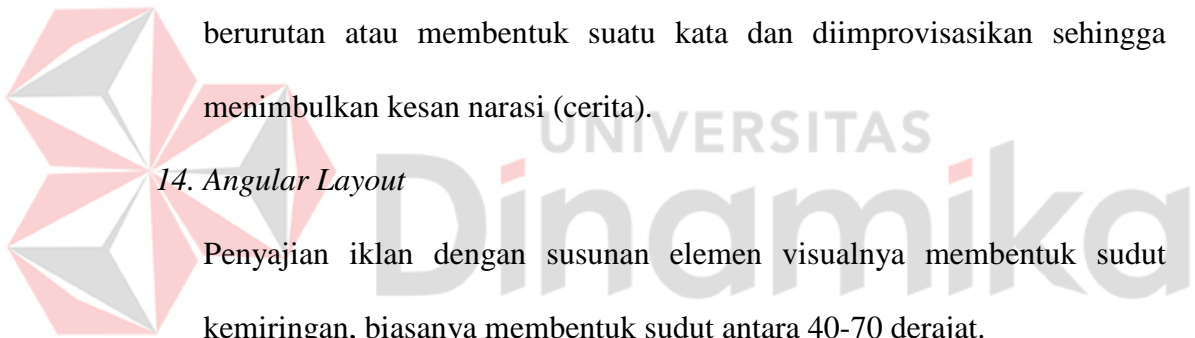 berurutan atau membentuk suatu kata dan diimprovisasikan sehingga
menimbulkan kesan narasi (cerita).
UNIVERSITAS
Dinamika
14. Angular Layout
Penyajian iklan dengan susunan elemen visualnya membentuk sudut
kemiringan, biasanya membentuk sudut antara 40-70 derajat.